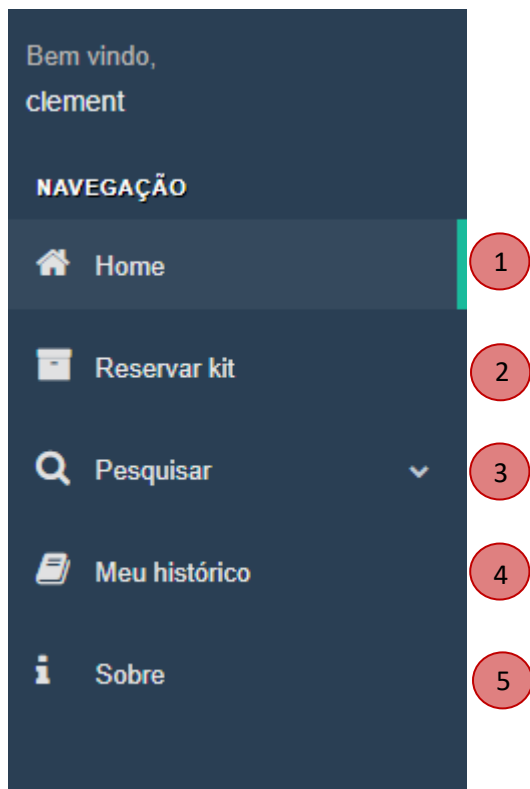 Bem vindo,
clement
NAVEGAÇÃO
Home 1
Reservar kit 2
Pesquisar 3
Meu histórico 4
Sobre 5